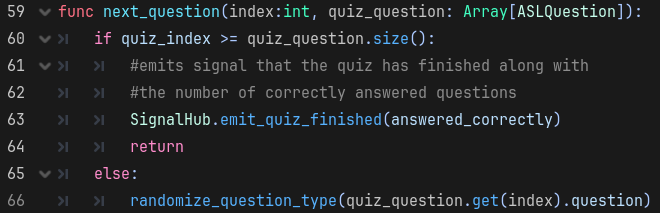 59 func next_question(index:int, quiz_question: Array[ASLQuestion]):
60 if quiz_index >= quiz_question.size():
61 #emits signal that the quiz has finished along with
62 #the number of correctly answered questions
63 SignalHub.emit_quiz_finished(answered_correctly)
64 return
65 else:
66 randomize_question_type(quiz_question.get(index).question)